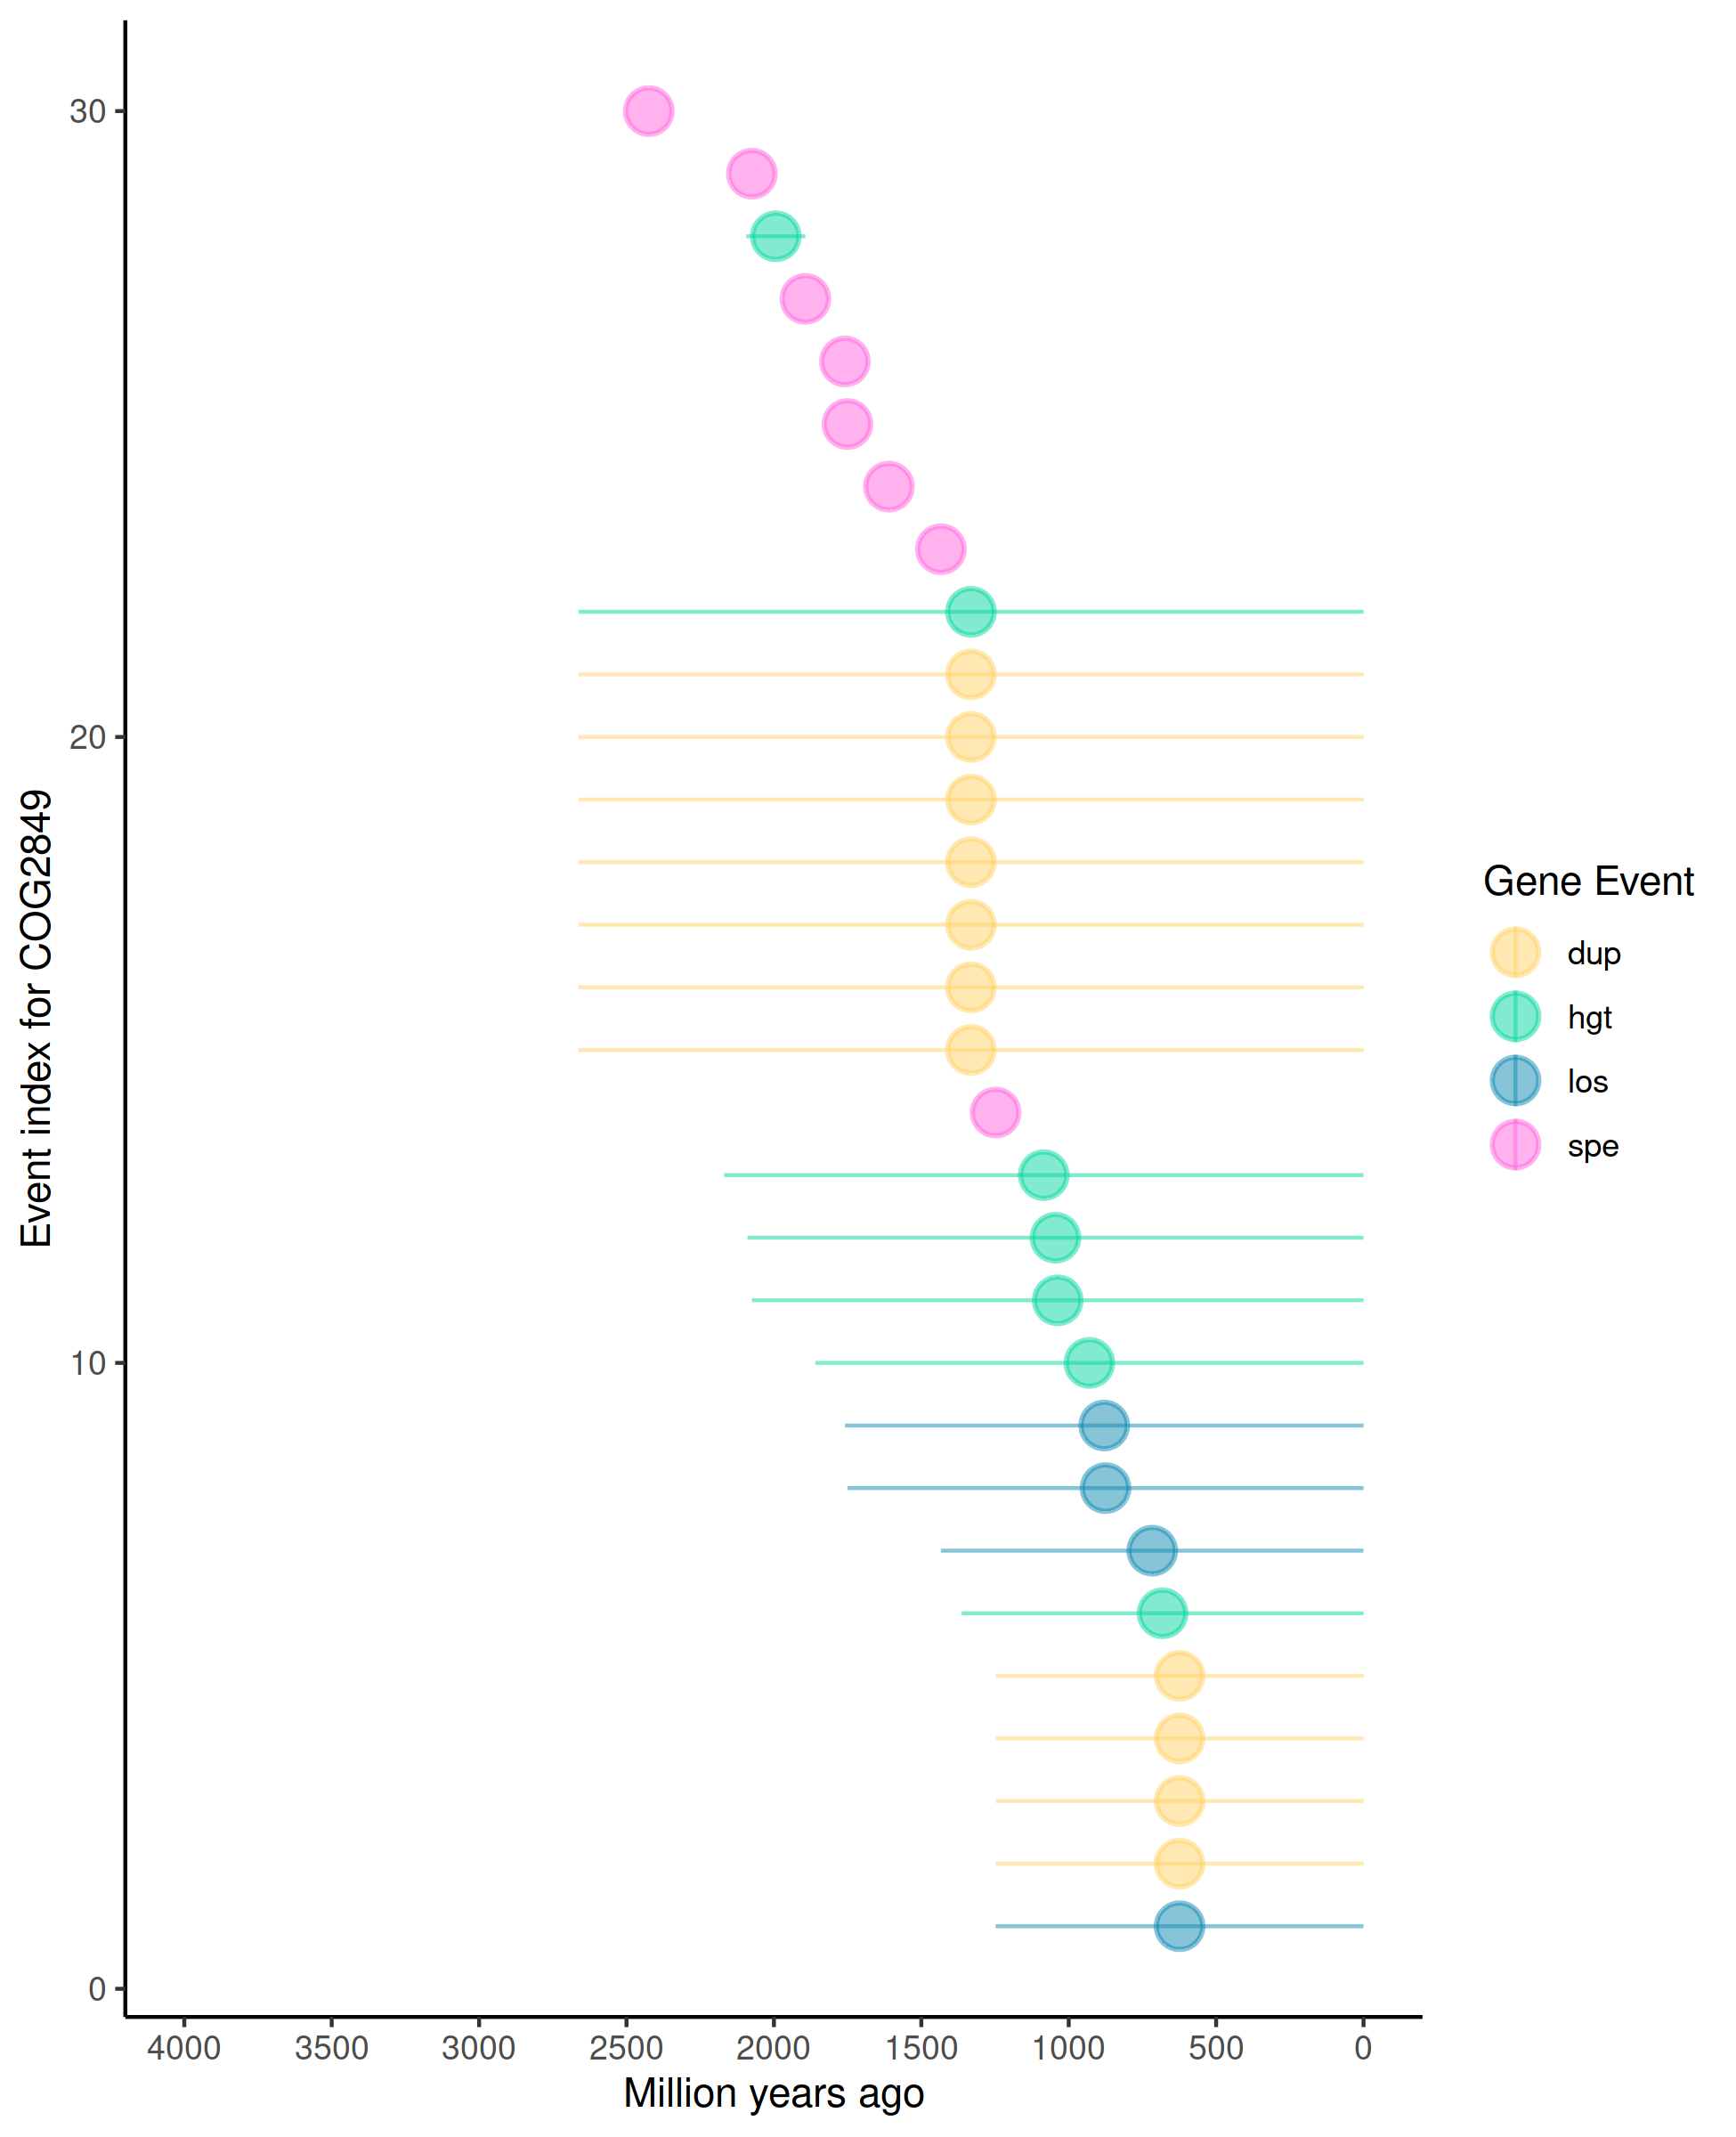 30
20
10
0
Event index for COG2849
4000 3500 3000 2500 2000 1500 1000 500 0
Million years ago
Gene Event
dup
hgt
los
spe